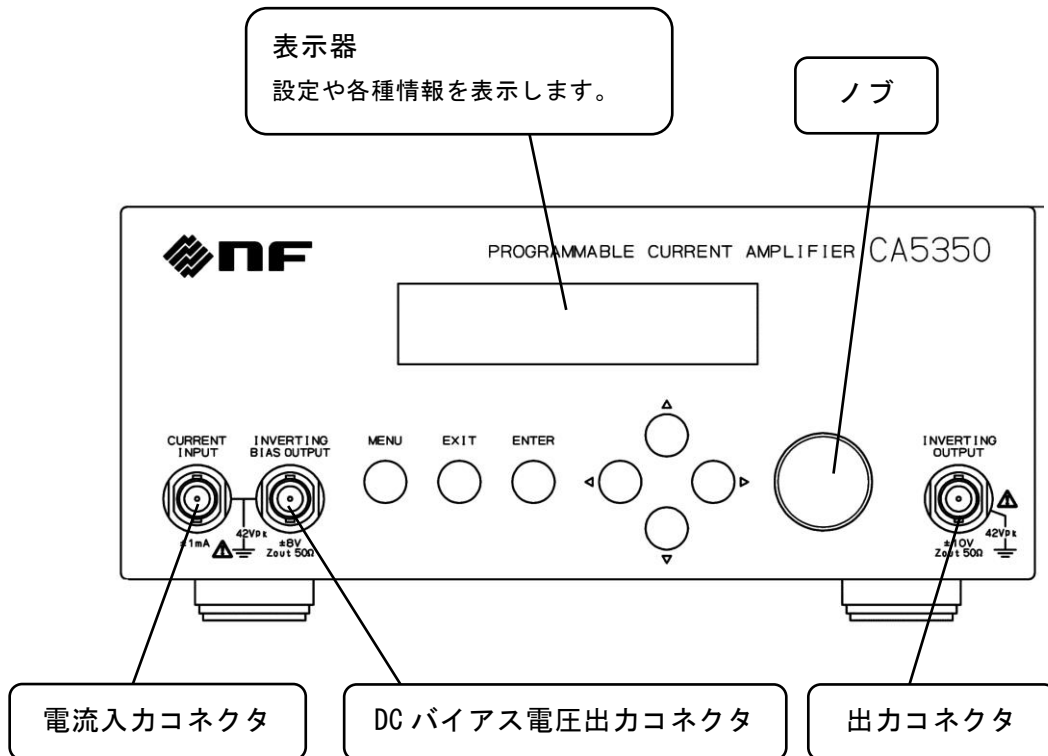 表示器
設定や各種情報を表示します。
ノブ
nF
PROGRAMMABLE CURRENT AMPLIFIER CA5350
CURRENT
INPUT
INVERTING
BIAS OUTPUT
MENU
EXIT
ENTER
INVERTING
OUTPUT
±1mA
42Vpk
±8V
Zout 50Ω
±10V
Zout 50Ω
42Vpk
電流入力コネクタ
DC バイアス電圧出力コネクタ
出力コネクタ